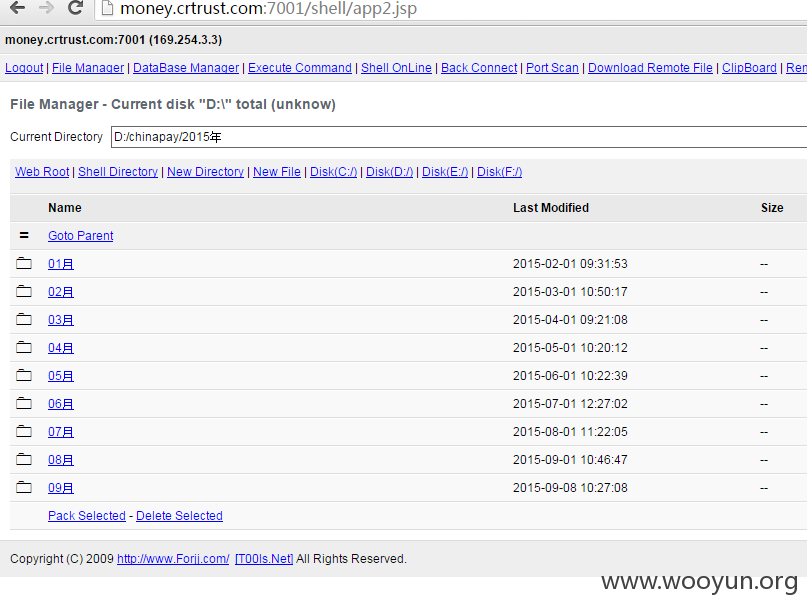 money.crtrust.com:7001/shell/app2.jsp
money.crtrust.com:7001 (169.254.3.3)
Logout | File Manager | DataBase Manager | Execute Command | Shell OnLine | Back Connect | Port Scan | Download Remote File | ClipBoard | Ren
File Manager - Current disk "D:\" total (unknow)
Current Directory D:/chinapay/2015年
Web Root | Shell Directory | New Directory | New File | Disk(C:/) | Disk(D:/) | Disk(E:/) | Disk(F:/)
Name Last Modified Size
= Goto Parent
01月 2015-02-01 09:31:53 --
02月 2015-03-01 10:50:17 --
03月 2015-04-01 09:21:08 --
04月 2015-05-01 10:20:12 --
05月 2015-06-01 10:22:39 --
06月 2015-07-01 12:27:02 --
07月 2015-08-01 11:22:05 --
08月 2015-09-01 10:46:47 --
09月 2015-09-08 10:27:08 --
Pack Selected - Delete Selected
Copyright (C) 2009 http://www.Forjj.com/ [T00ls.Net] All Rights Reserved.
www.wooyun.org